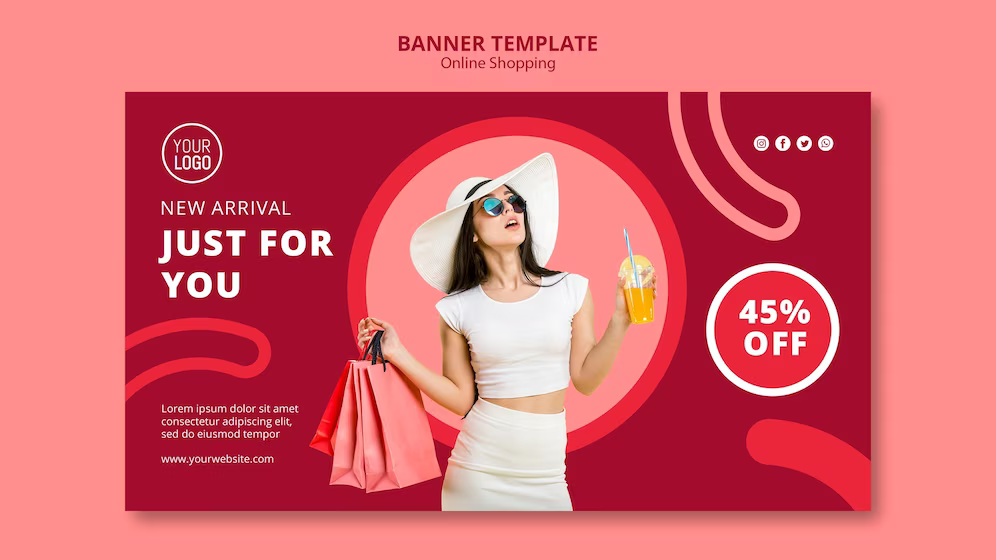 BANNER TEMPLATE
Online Shopping
YOUR
LOGO
NEW ARRIVAL
JUST FOR
YOU
45%
OFF
Lorem ipsum dolor sit amet
consectetur adipiscing elit,
sed do eiusmod tempor
www.yourwebsite.com